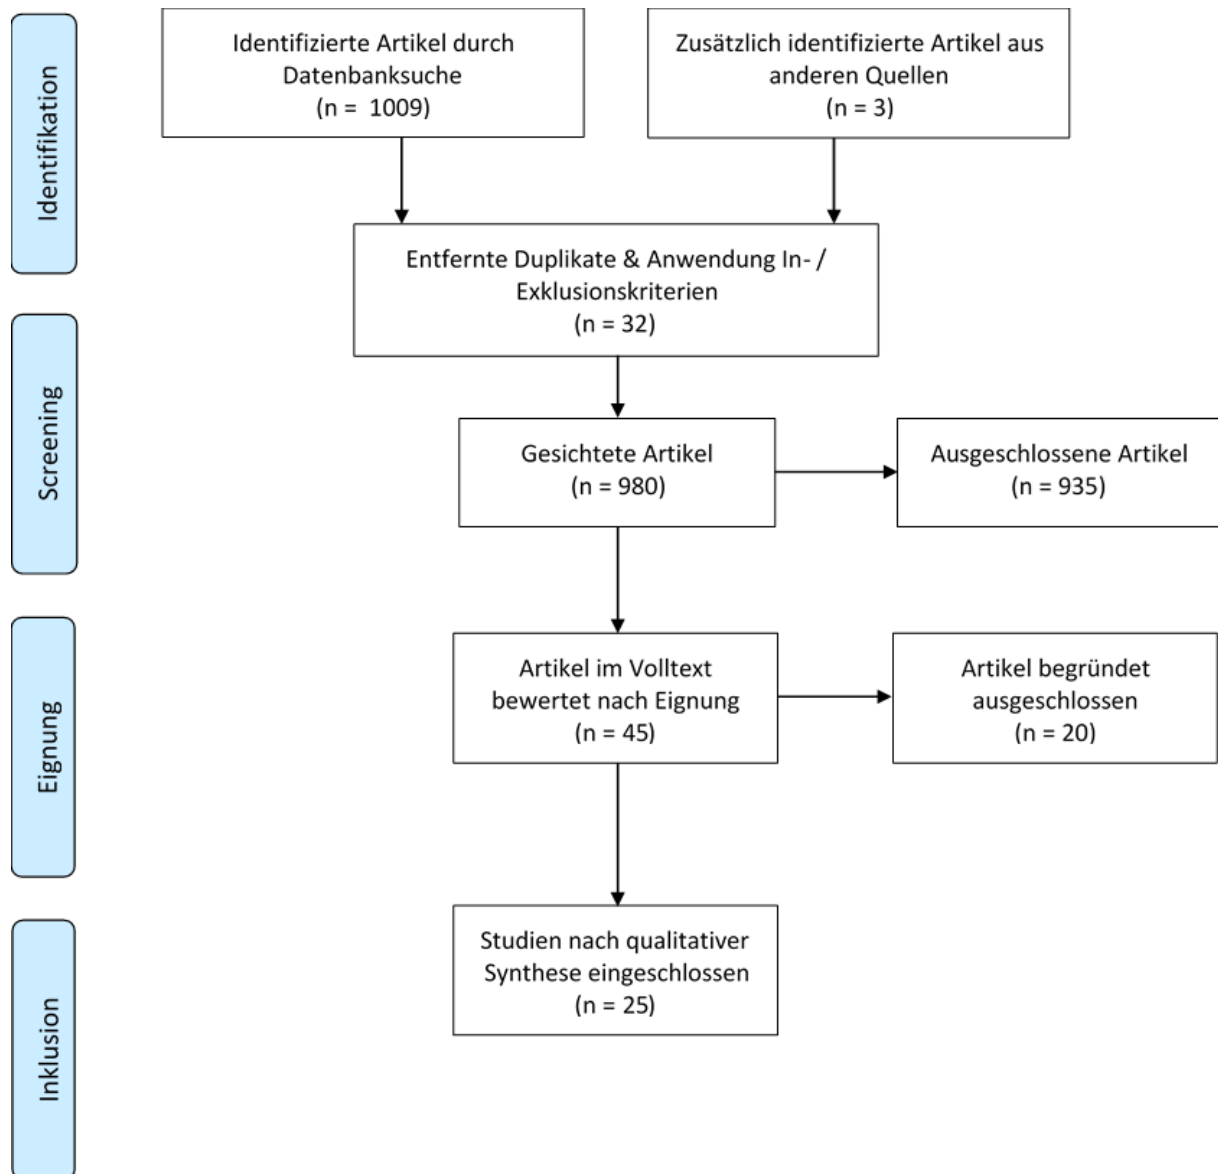 Identifikation
Identifizierte Artikel durch
Datenbanksuche
(n =  1009)
Zusätzlich identifizierte Artikel aus
anderen Quellen
(n = 3)
Entfernte Duplikate & Anwendung In- /
Exklusionskriterien
(n = 32)
Screening
Gesichtete Artikel
(n = 980)
Ausgeschlossene Artikel
(n = 935)
Eignung
Artikel im Volltext
bewertet nach Eignung
(n = 45)
Artikel begründet
ausgeschlossen
(n = 20)
Inklusion
Studien nach qualitativer
Synthese eingeschlossen
(n = 25)